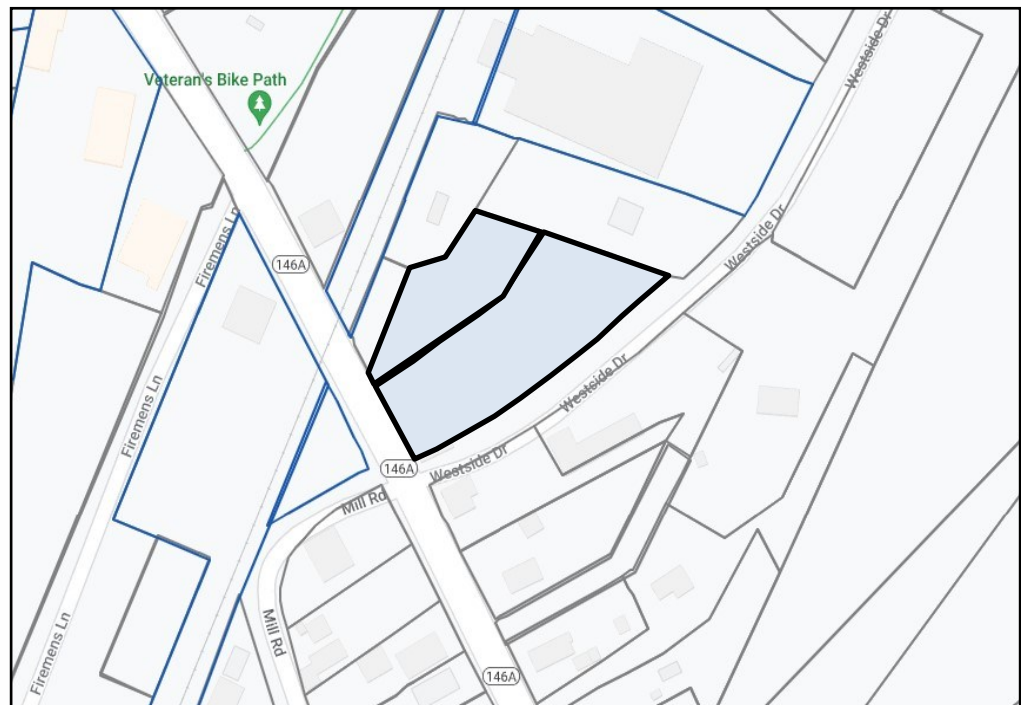 Westside Dr
Veteran's Bike Path
Firemens Ln
146A
Westside Dr
Firemens Ln
Westside Dr
146A
Westside Dr
Mill Rd
Mill Rd
Firemens Ln
146A